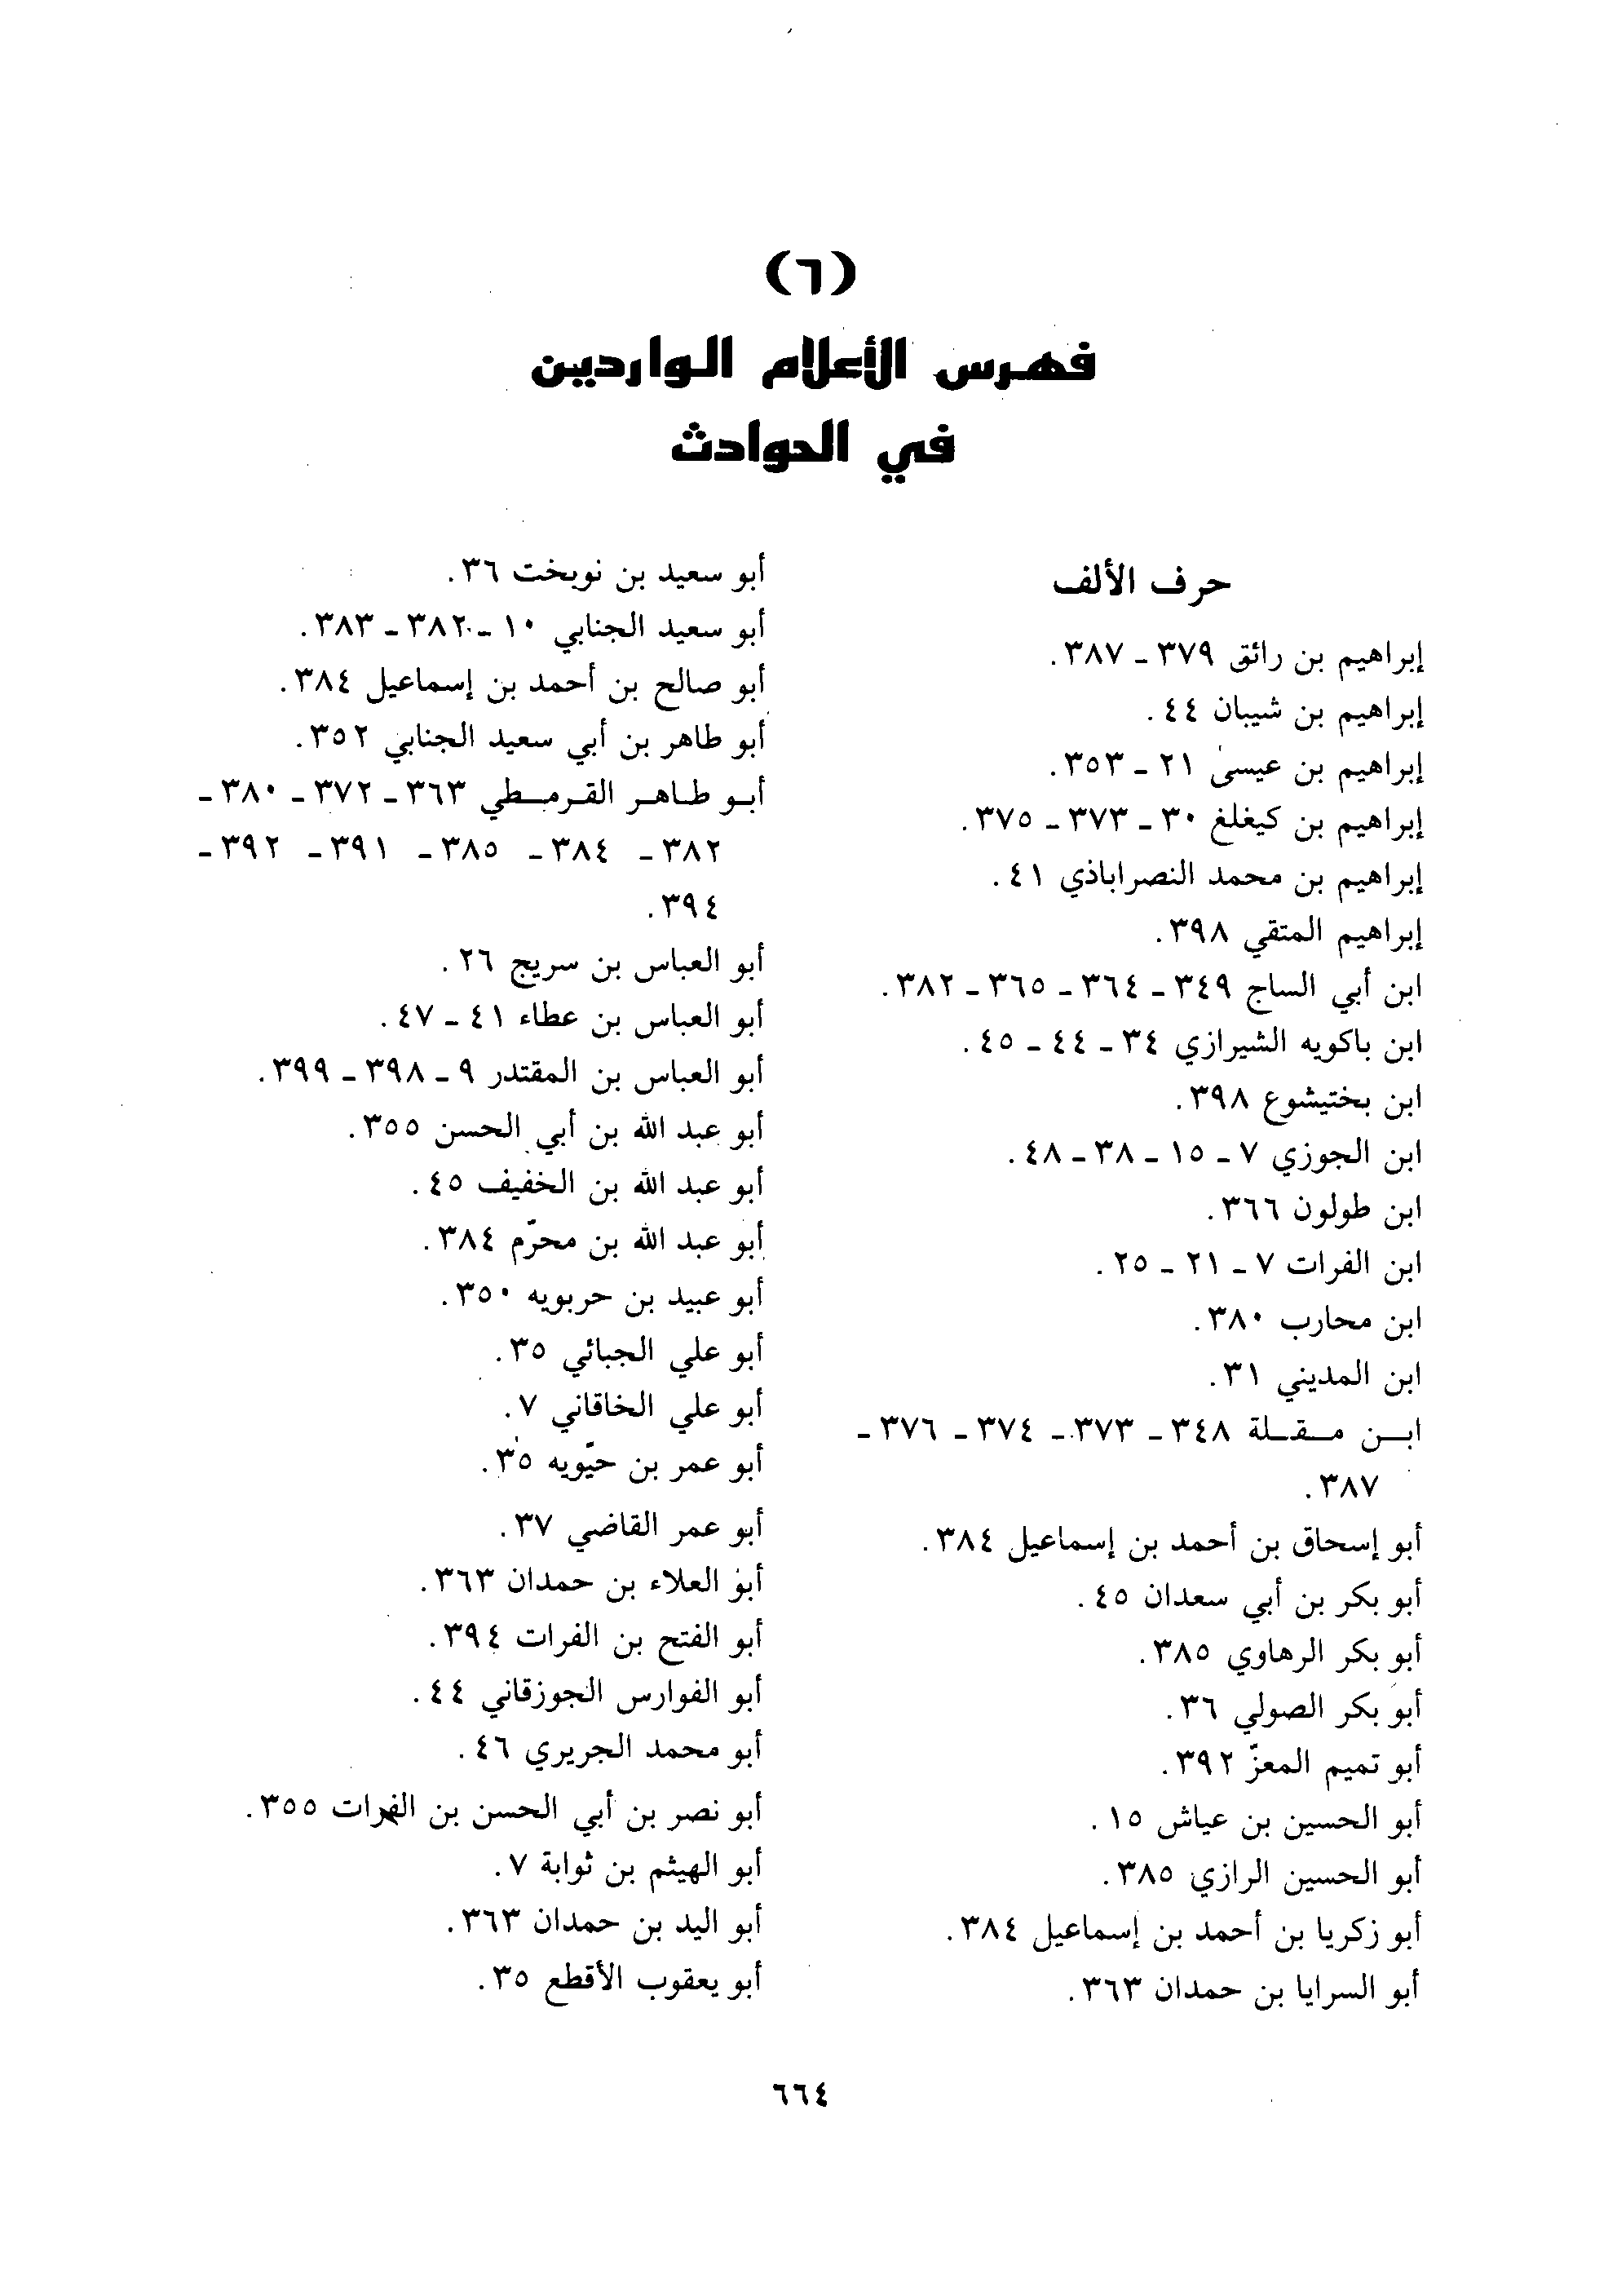 (٦)
فهرس الأعلام الواردين
في الحوادث
حرف الألف
إبراهيم بن رائق ٣٧٩ ـ ٣٨٧.
إبراهيم بن شيبان ٤٤.
إبراهيم بن عيسىٰ ٢١ ـ ٣٥٣.
إبراهيم بن كيغلغ ٣٠ ـ ٣٧٣ ـ ٣٧٥.
إبراهيم بن محمد النصراباذي ٤١.
إبراهيم المتقي ٣٩٨.
ابن أبي الساج ٣٤٩ ـ ٣٦٤ ـ ٣٦٥ ـ ٣٨٢.
ابن باكويه الشيرازي ٣٤ ـ ٤٤ ـ ٤٥.
ابن بختيشوع ٣٩٨.
ابن الجوزي ٧ ـ ١٥ ـ ٣٨ ـ ٤٨.
ابن طولون ٣٦٦.
ابن الفرات ٧ ـ ٢١ ـ ٢٥.
ابن محارب ٣٨٠.
ابن المديني ٣١.
ابـن مـقـلـة ٣٤٨ ـ ٣٧٣ ـ ٣٧٤ ـ ٣٧٦ ـ
٣٨٧.
أبو إسحاق بن أحمد بن إسماعيل ٣٨٤.
أبو بكر بن أبي سعدان ٤٥.
أبو بكر الرهاوي ٣٨٥.
أبو بكر الصولي ٣٦.
أبو تميم المعزّ ٣٩٢.
أبو الحسين بن عياش ١٥.
أبو الحسين الرازي ٣٨٥.
أبو زكريا بن أحمد بن إسماعيل ٣٨٤.
أبو السرايا بن حمدان ٣٦٣.
أبو سعيد بن نوبخت ٣٦.
أبو سعيد الجنابي ١٠ ـ ٣٨٢ ـ ٣٨٣.
أبو صالح بن أحمد بن إسماعيل ٣٨٤.
أبو طاهر بن أبي سعيد الجنابي ٣٥٢.
أبـو طـاهـر القـرمـطي ٣٦٣ ـ ٣٧٢ ـ ٣٨٠ ـ
٣٨٢ ـ ٣٨٤ ـ ٣٨٥ ـ ٣٩١ ـ ٣٩٢ ـ
٣٩٤.
أبو العباس بن سريج ٢٦.
أبو العباس بن عطاء ٤١ ـ ٤٧.
أبو العباس بن المقتدر ٩ ـ ٣٩٨ ـ ٣٩٩.
أبو عبد الله بن أبي الحسن ٣٥٥.
أبو عبد الله بن الخفيف ٤٥.
أبو عبد الله بن محرّم ٣٨٤.
أبو عبيد بن حربويه ٣٥٠.
أبو علي الجبائي ٣٥.
أبو علي الخاقاني ٧.
أبو عمر بن حيّويه ٣٥.
أبو عمر القاضي ٣٧.
أبو العلاء بن حمدان ٣٦٣.
أبو الفتح بن الفرات ٣٩٤.
أبو الفوارس الجوزقاني ٤٤.
أبو محمد الجريري ٤٦.
أبو نصر بن أبي الحسن بن الفرات ٣٥٥.
أبو الهيثم بن ثوابة ٧.
أبو اليد بن حمدان ٣٦٣.
أبو يعقوب الأقطع ٣٥.
٦٦٤